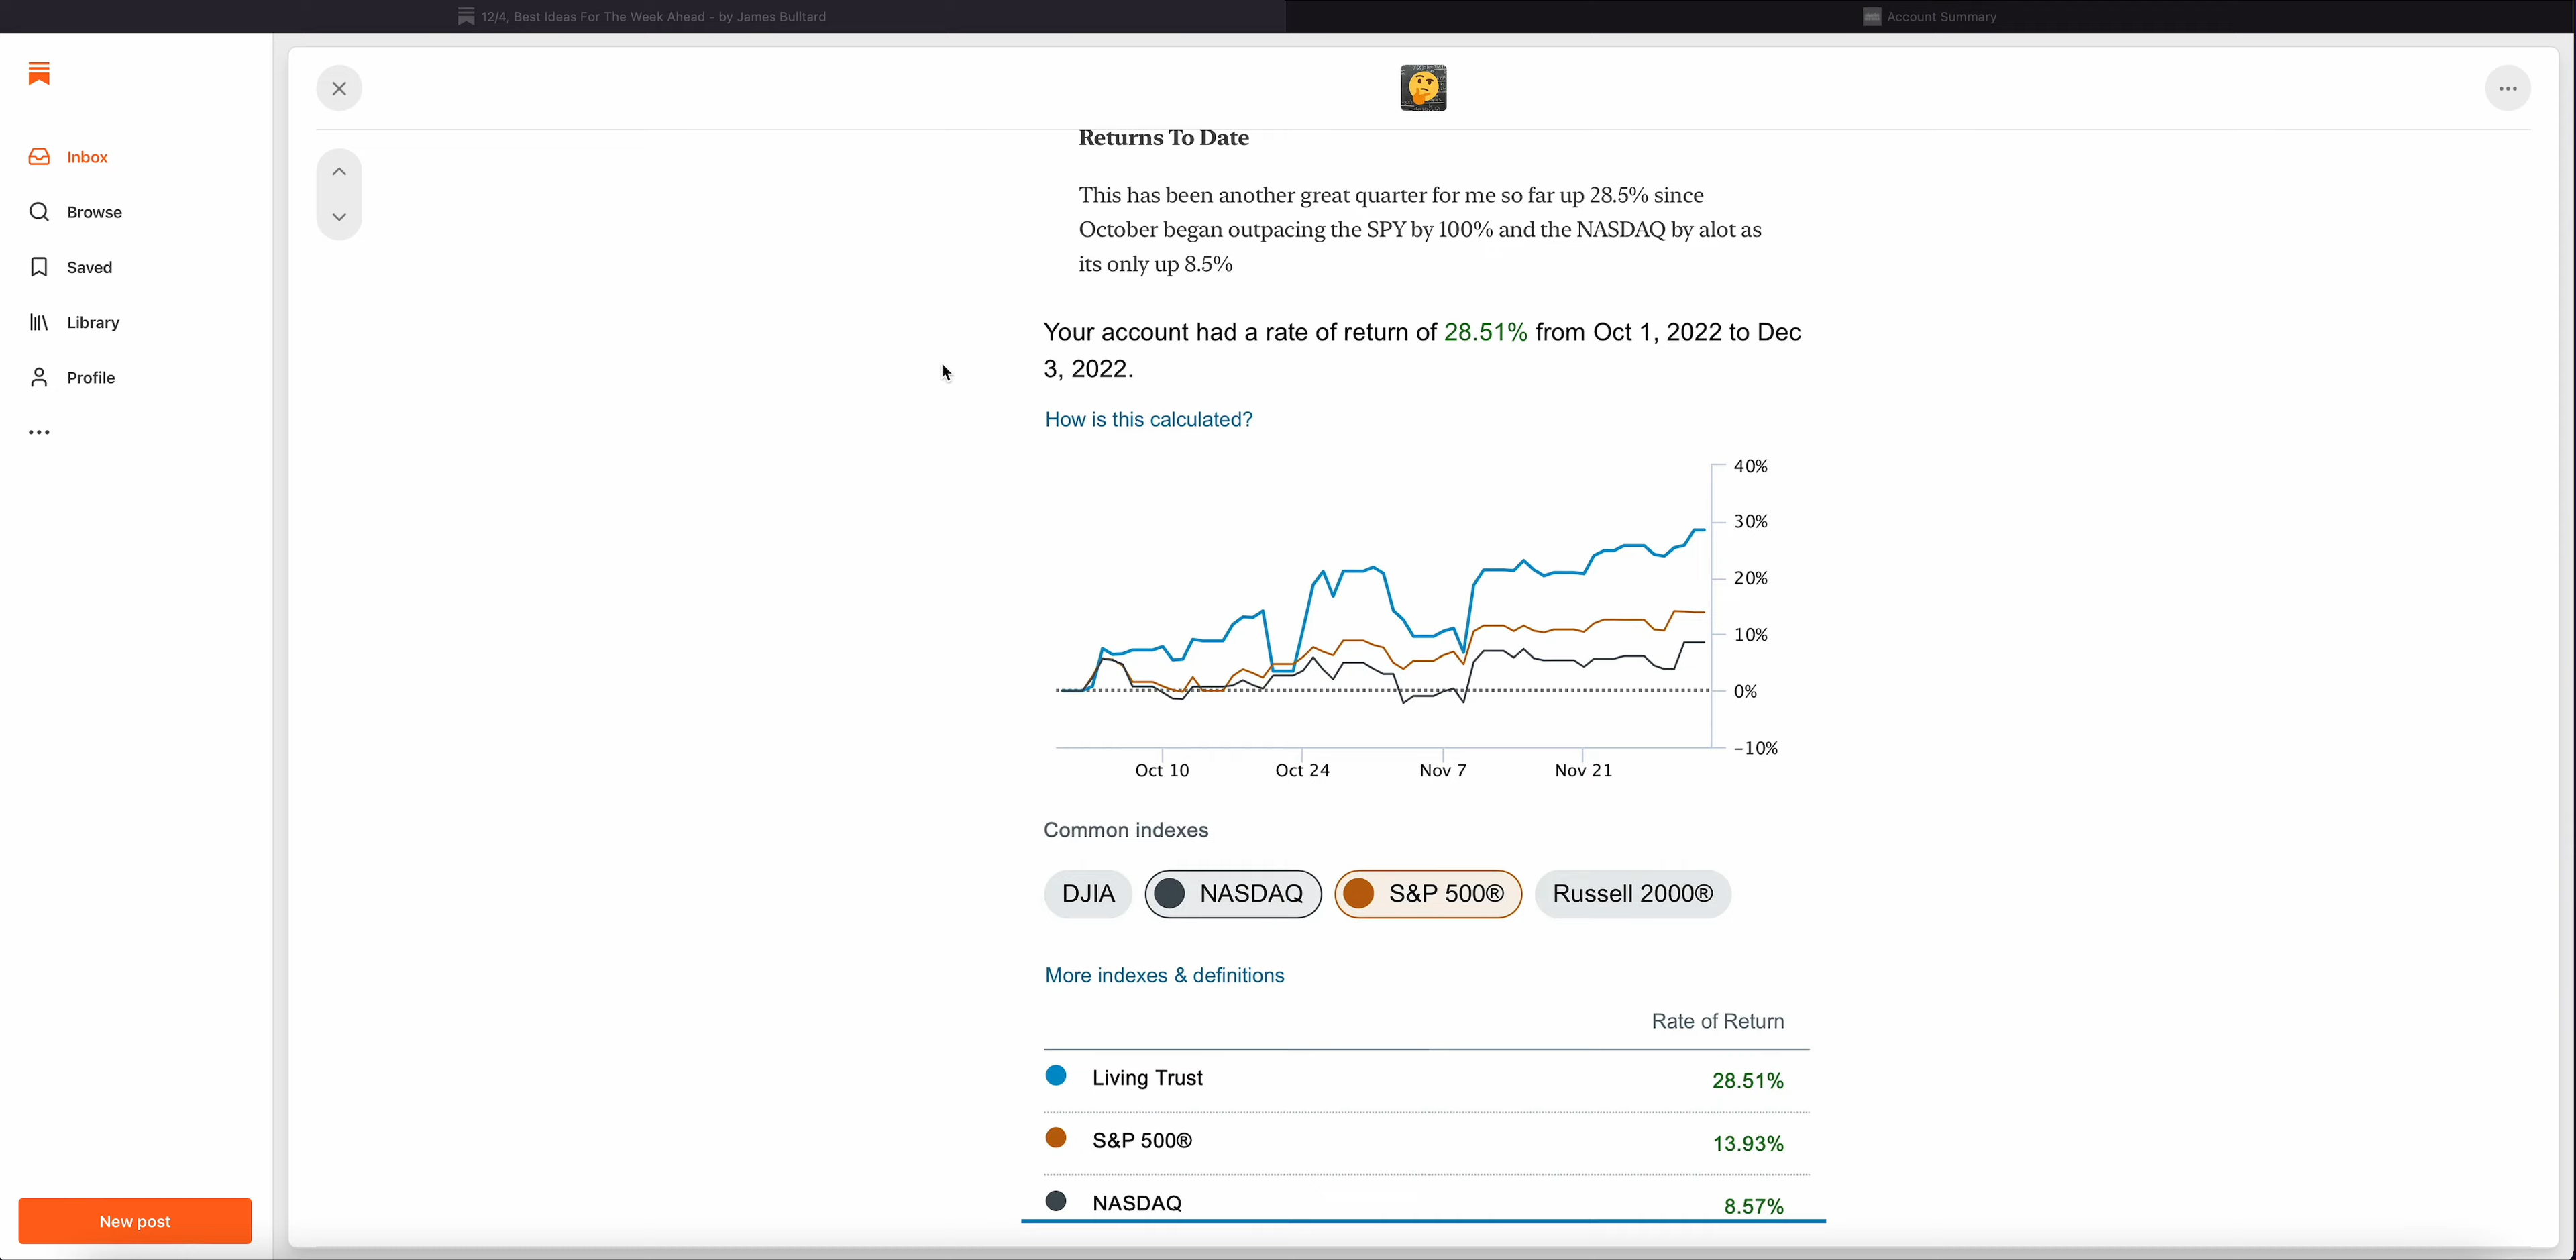 12/4, Best Ideas For The Week Ahead - by James Bulltard
Account Summary
Inbox
Browse
Saved
Library
Profile
New post
Returns To Date
This has been another great quarter for me so far up 28.5% since
October began outpacing the SPY by 100% and the NASDAQ by alot as
its only up 8.5%
Your account had a rate of return of 28.51% from Oct 1, 2022 to Dec
3, 2022.
How is this calculated?
40%
30%
20%
10%
0%
-10%
Oct 10 Oct 24 Nov 7 Nov 21
Common indexes
DJIA NASDAQ S&P 500® Russell 2000®
More indexes & definitions
Rate of Return
Living Trust 28.51%
S&P 500® 13.93%
NASDAQ 8.57%